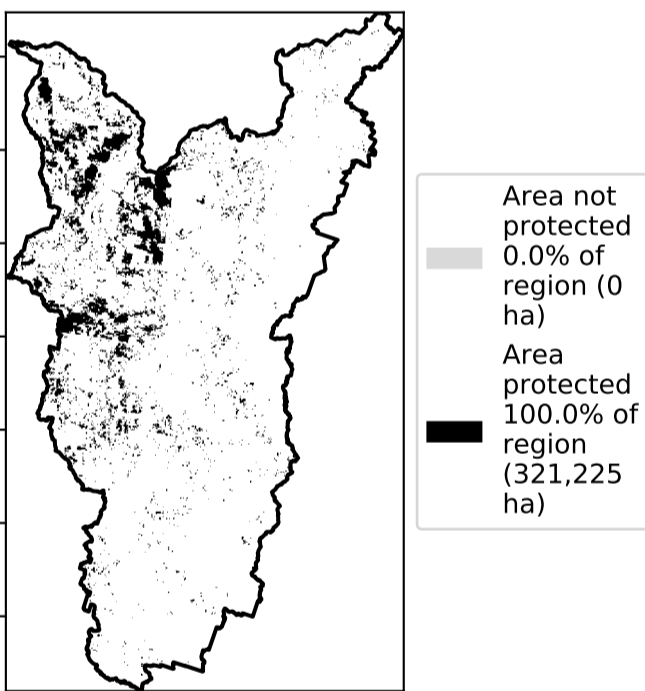 Area not
protected
0.0% of
region (0
ha)
Area
protected
100.0% of
region
(321,225
ha)